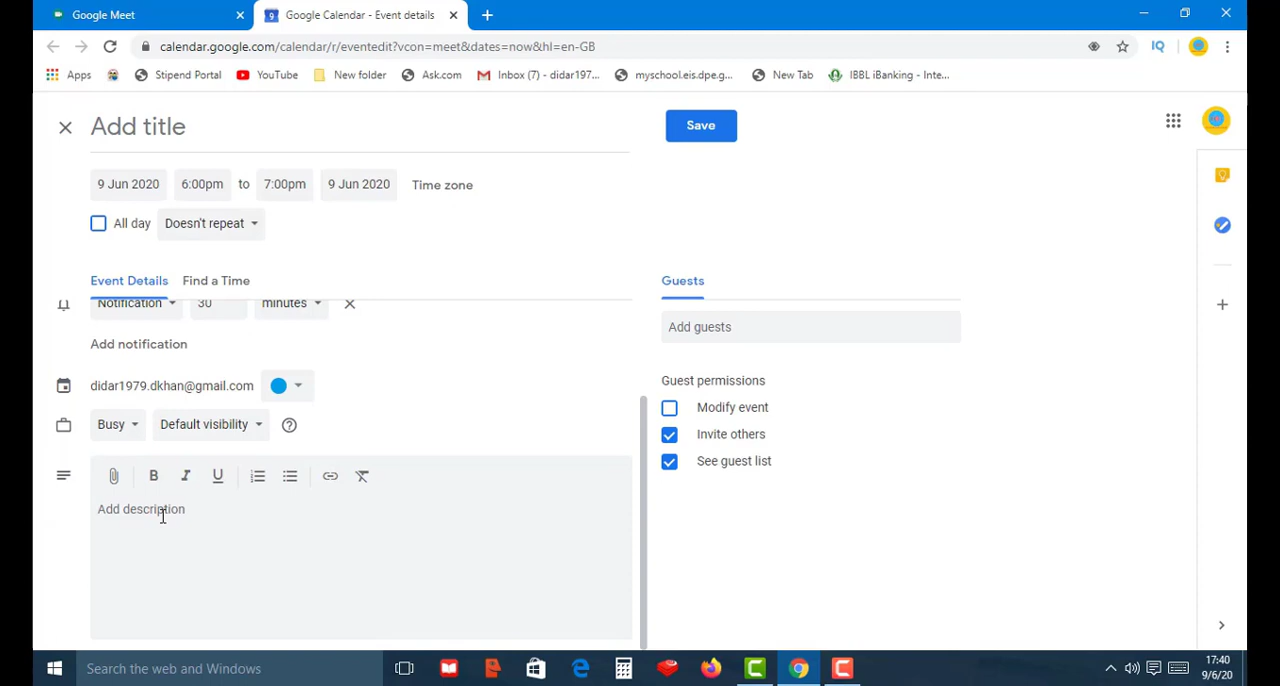 Google Meet
Google Calendar - Event details
calendar.google.com/calendar/r/eventedit?vcon=meet&dates=now&hl=en-GB
IQ
Apps
Stipend Portal
YouTube
New folder
Ask.com
Inbox (7) - didar197...
myschool.eis.dpe.g...
New Tab
IBBL iBanking - Inte...
Add title
Save
9 Jun 2020 6:00pm to 7:00pm 9 Jun 2020 Time zone
All day Doesn't repeat
Event Details Find a Time
Guests
Notification 30 minutes
Add guests
Add notification
Guest permissions
didar1979.dkhan@gmail.com
Modify event
Busy Default visibility
Invite others
See guest list
B I U
Add description
Search the web and Windows
17:40
9/6/20